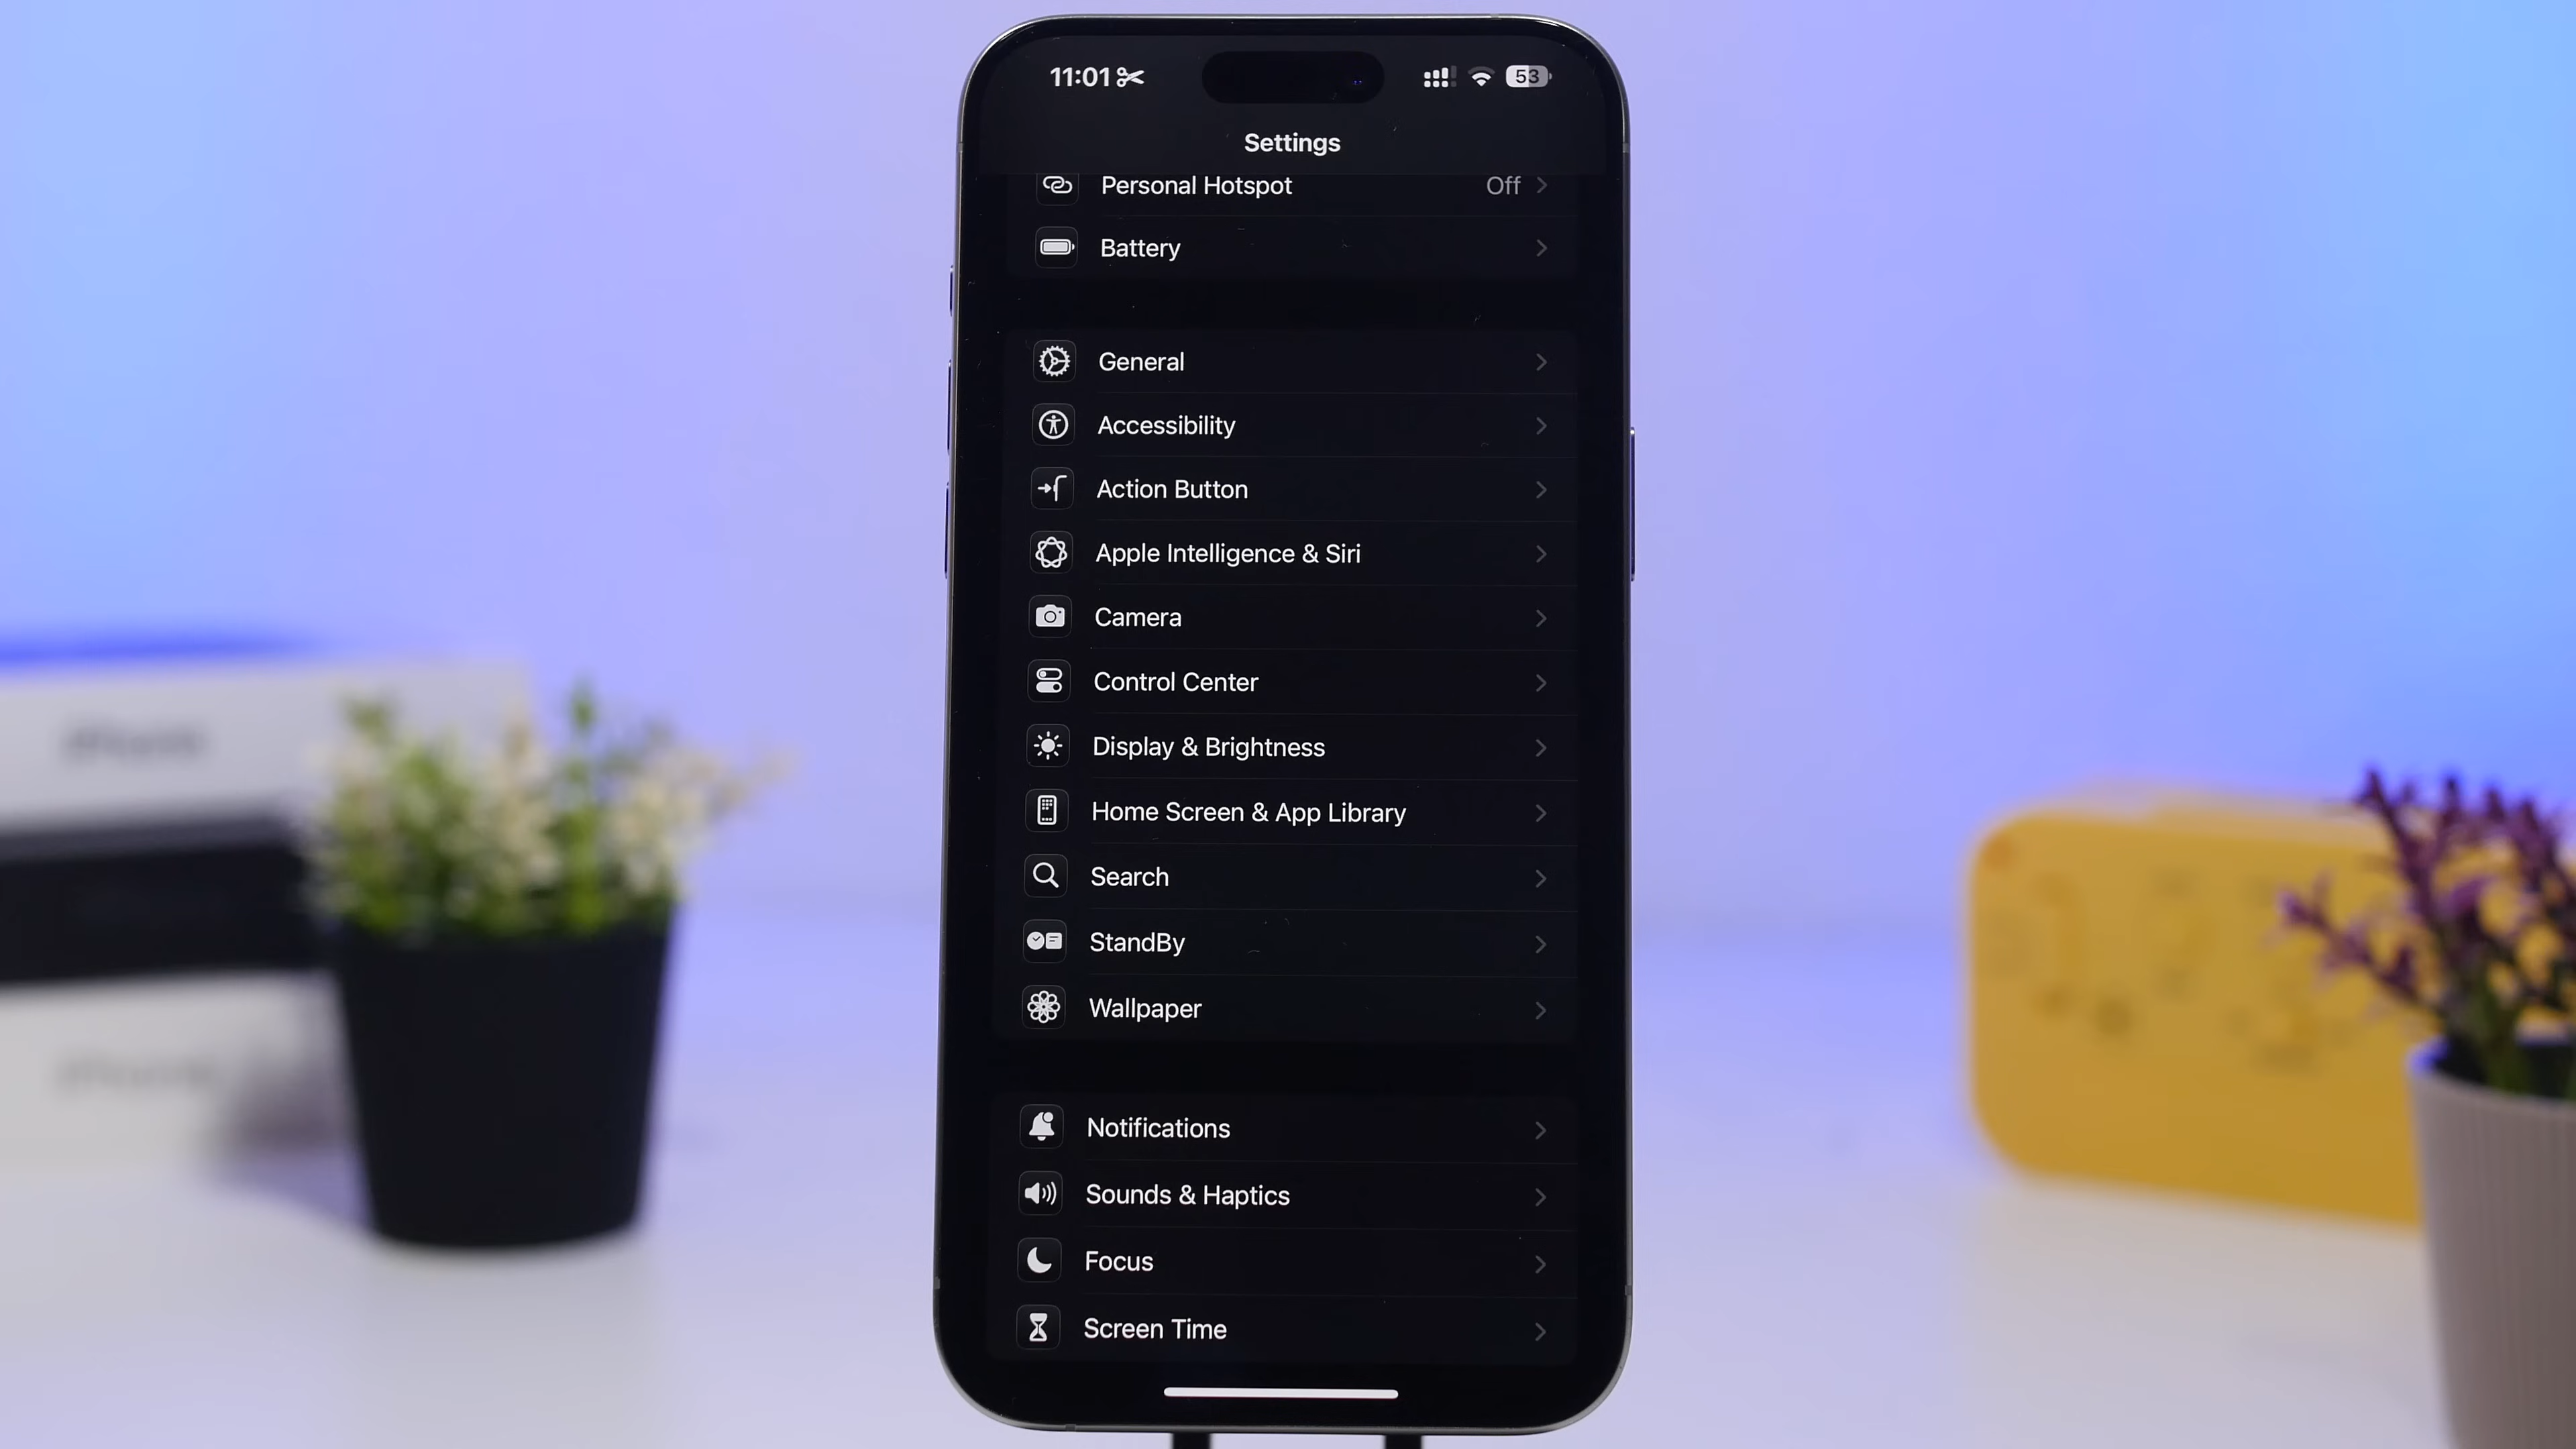 11:01
53
Settings
Personal Hotspot Off
Battery
General
Accessibility
Action Button
Apple Intelligence & Siri
Camera
Control Center
Display & Brightness
Home Screen & App Library
Search
StandBy
Wallpaper
Notifications
Sounds & Haptics
Focus
Screen Time